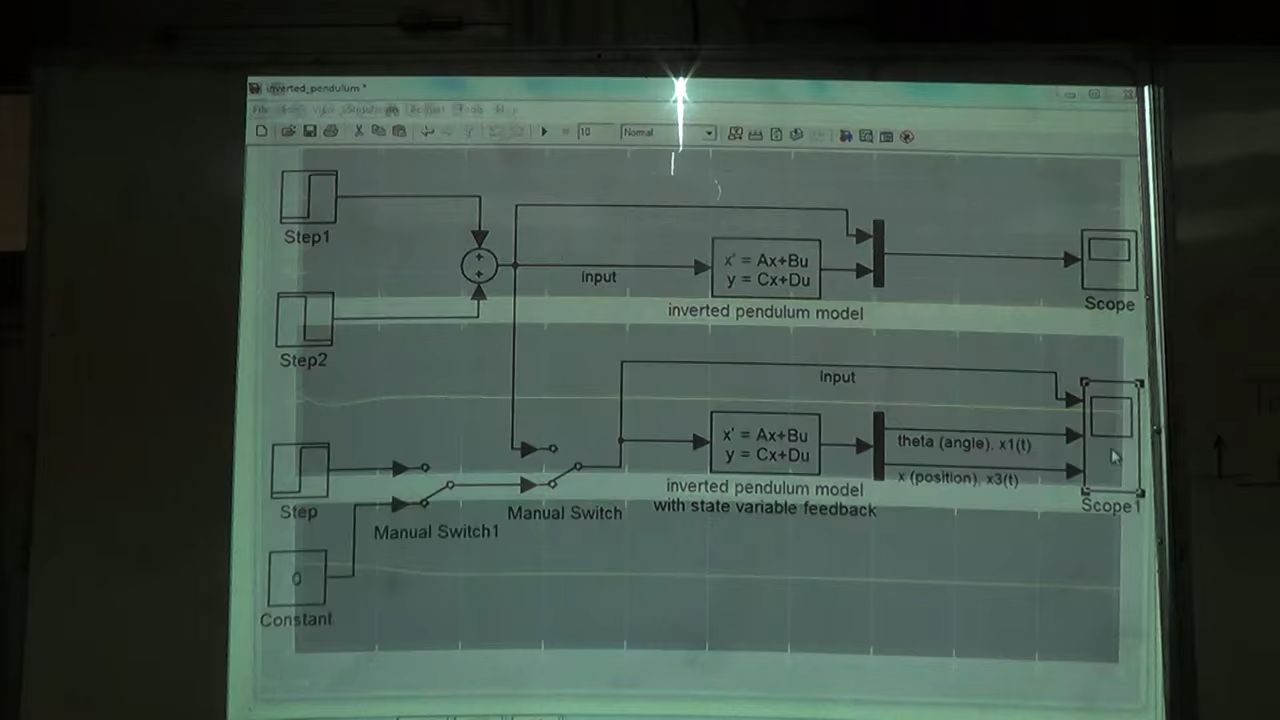 inverted_pendulum *
File
View
10
Normal
Step1
+
+
Input
x' = Ax+Bu
y = Cx+Du
inverted pendulum model
Scope
Step2
Input
x' = Ax+Bu
y = Cx+Du
theta (angle), x1(t)
x (position), x3(t)
inverted pendulum model
with state variable feedback
Scope1
Step
Manual Switch
Manual Switch1
0
Constant